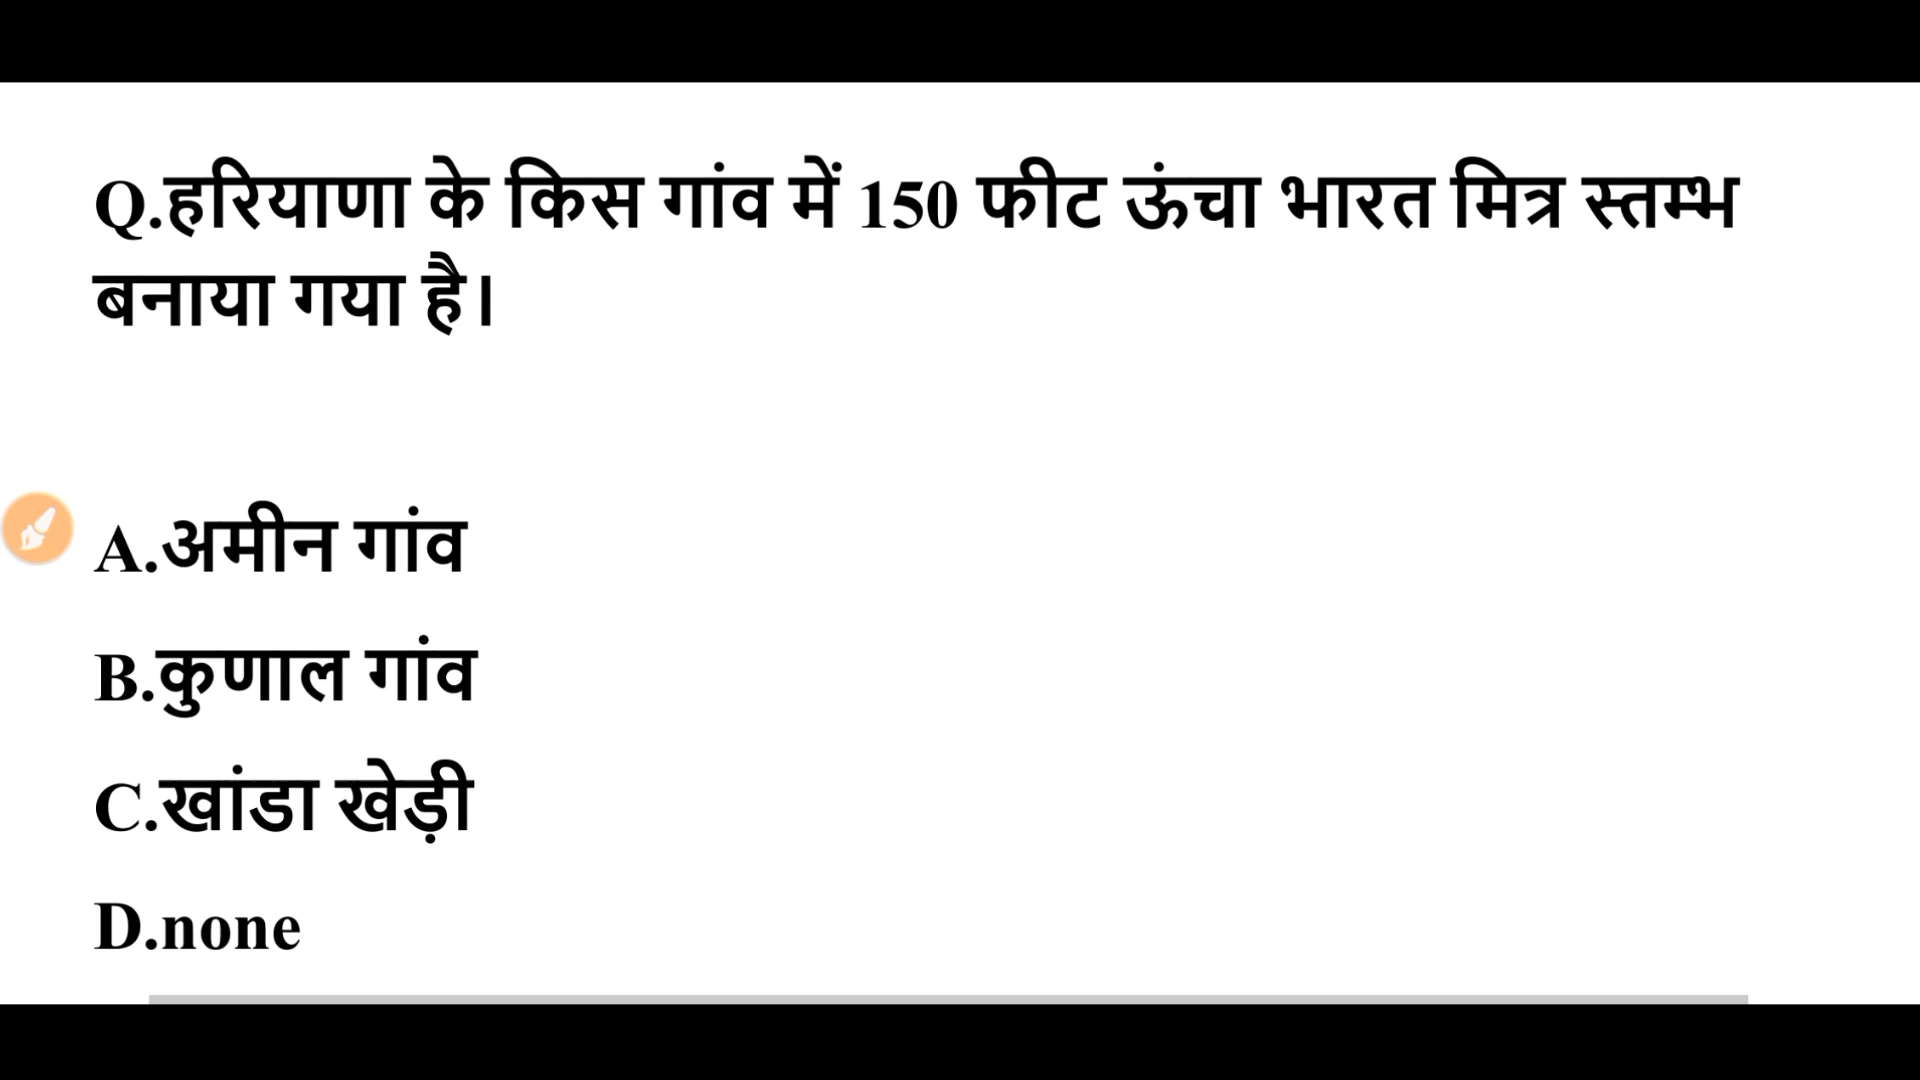 Q.हरियाणा के किस गांव में 150 फीट ऊंचा भारत मित्र स्तम्भ
बनाया गया है।
A.अमीन गांव
B.कुणाल गांव
C.खांडा खेड़ी
D.none